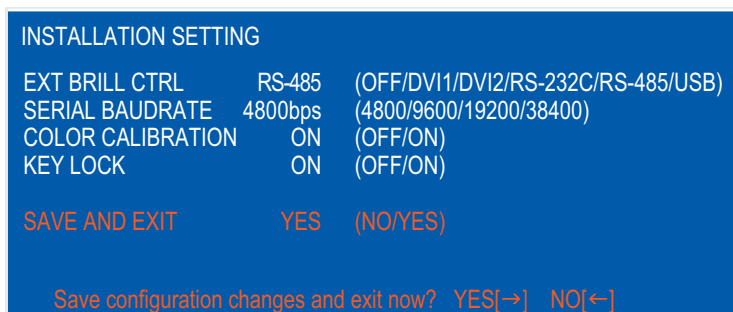 INSTALLATION SETTING
EXT BRILL CTRL RS-485 (OFF/DVI1/DVI2/RS-232C/RS-485/USB)
SERIAL BAUDRATE 4800bps (4800/9600/19200/38400)
COLOR CALIBRATION ON (OFF/ON)
KEY LOCK ON (OFF/ON)
SAVE AND EXIT YES (NO/YES)
Save configuration changes and exit now? YES[→] NO[←]